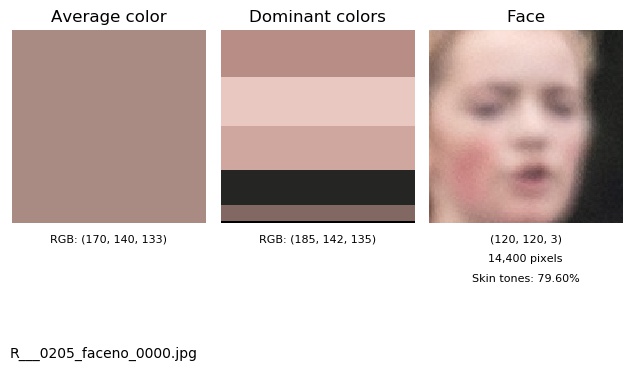 Average color
Dominant colors
Face
RGB: (170, 140, 133)
RGB: (185, 142, 135)
(120, 120, 3)
14,400 pixels
Skin tones: 79.60%
R___0205_faceno_0000.jpg